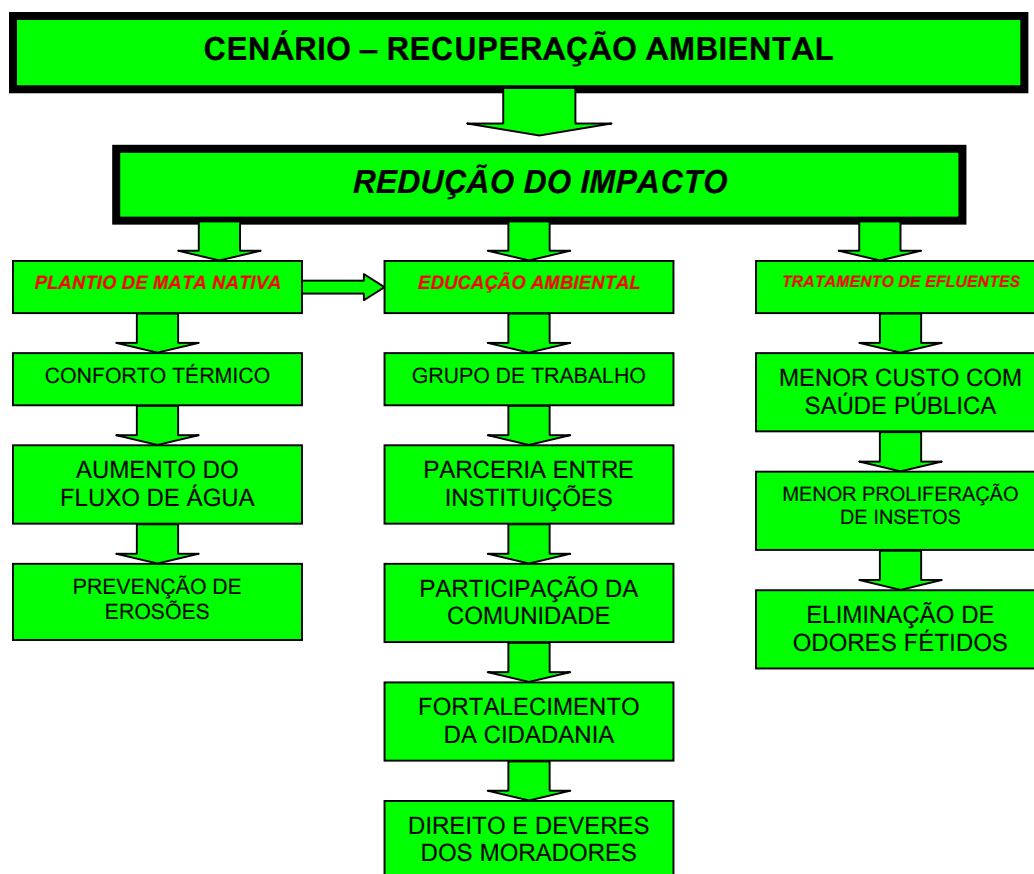 CENÁRIO – RECUPERAÇÃO AMBIENTAL
REDUÇÃO DO IMPACTO
PLANTIO DE MATA NATIVA
CONFORTO TÉRMICO
AUMENTO DO
FLUXO DE ÁGUA
PREVENÇÃO DE
EROSÕES
EDUCAÇÃO AMBIENTAL
GRUPO DE TRABALHO
PARCERIA ENTRE
INSTITUIÇÕES
PARTICIPAÇÃO DA
COMUNIDADE
FORTALECIMENTO
DA CIDADANIA
DIREITO E DEVERES
DOS MORADORES
TRATAMENTO DE EFLUENTES
MENOR CUSTO COM
SAÚDE PÚBLICA
MENOR PROLIFERAÇÃO
DE INSETOS
ELIMINAÇÃO DE
ODORES FÉTIDOS